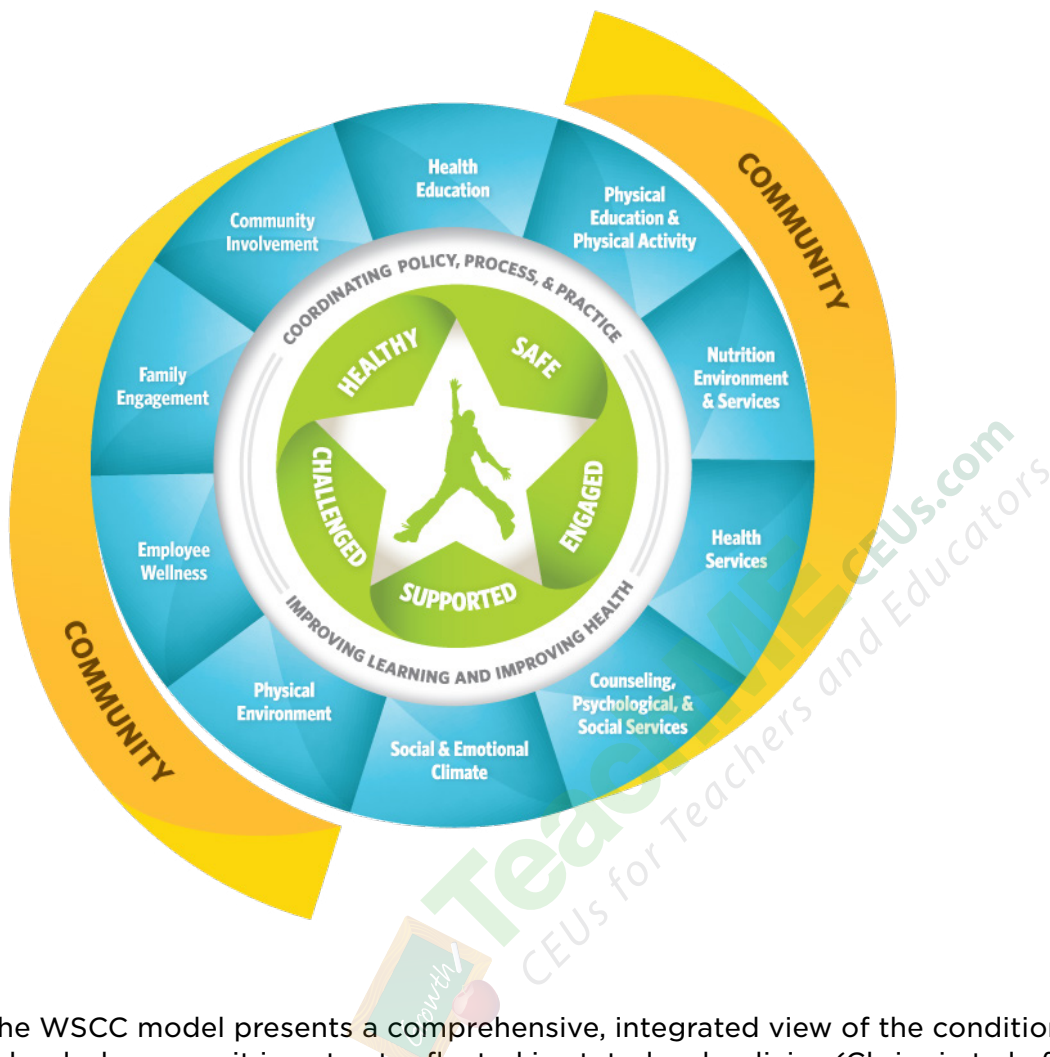 COMMUNITY
Health
Education
Physical
Education &
Physical Activity
Community
Involvement
COORDINATING POLICY, PROCESS, & PRACTICE
HEALTHY
SAFE
Nutrition
Environment
& Services
Family
Engagement
CHALLENGED
ENGAGED
Health
Services
Employee
Wellness
SUPPORTED
IMPROVING LEARNING AND IMPROVING HEALTH
Counseling,
Psychological, &
Social Services
Physical
Environment
Social & Emotional
Climate
COMMUNITY
TeachME
CEUs.com
CEUs for Teachers and Educators
Growth
he WSCC model presents a comprehensive, integrated view of the condition